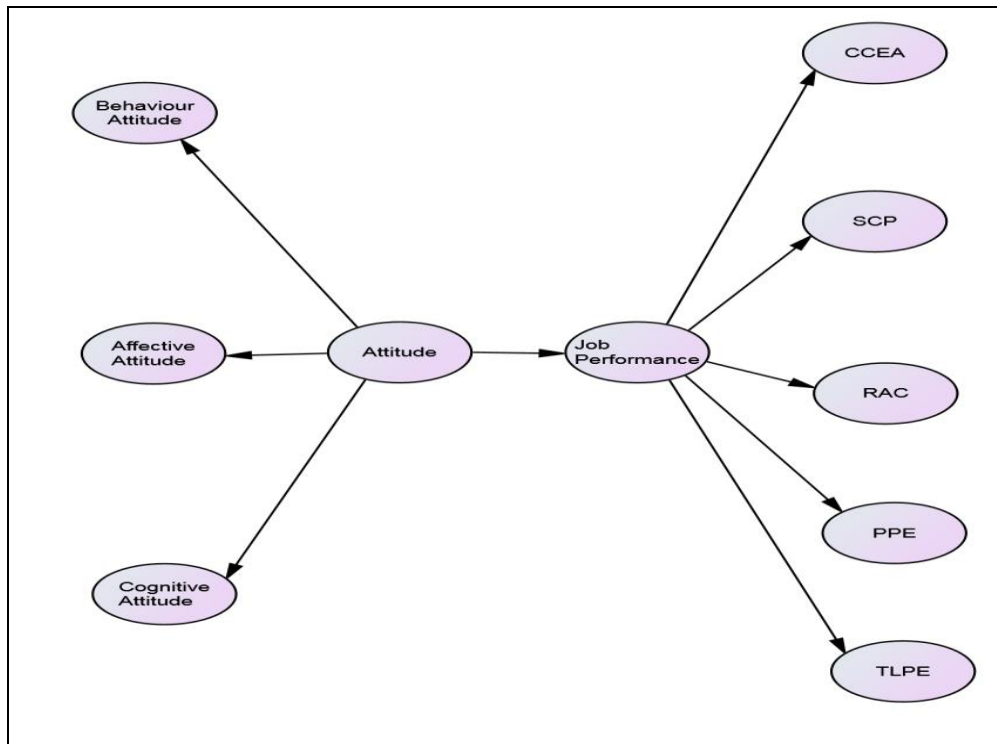 CCEA
Behaviour
Attitude
SCP
Affective
Attitude
Attitude
Job
Performance
RAC
PPE
Cognitive
Attitude
TLPE